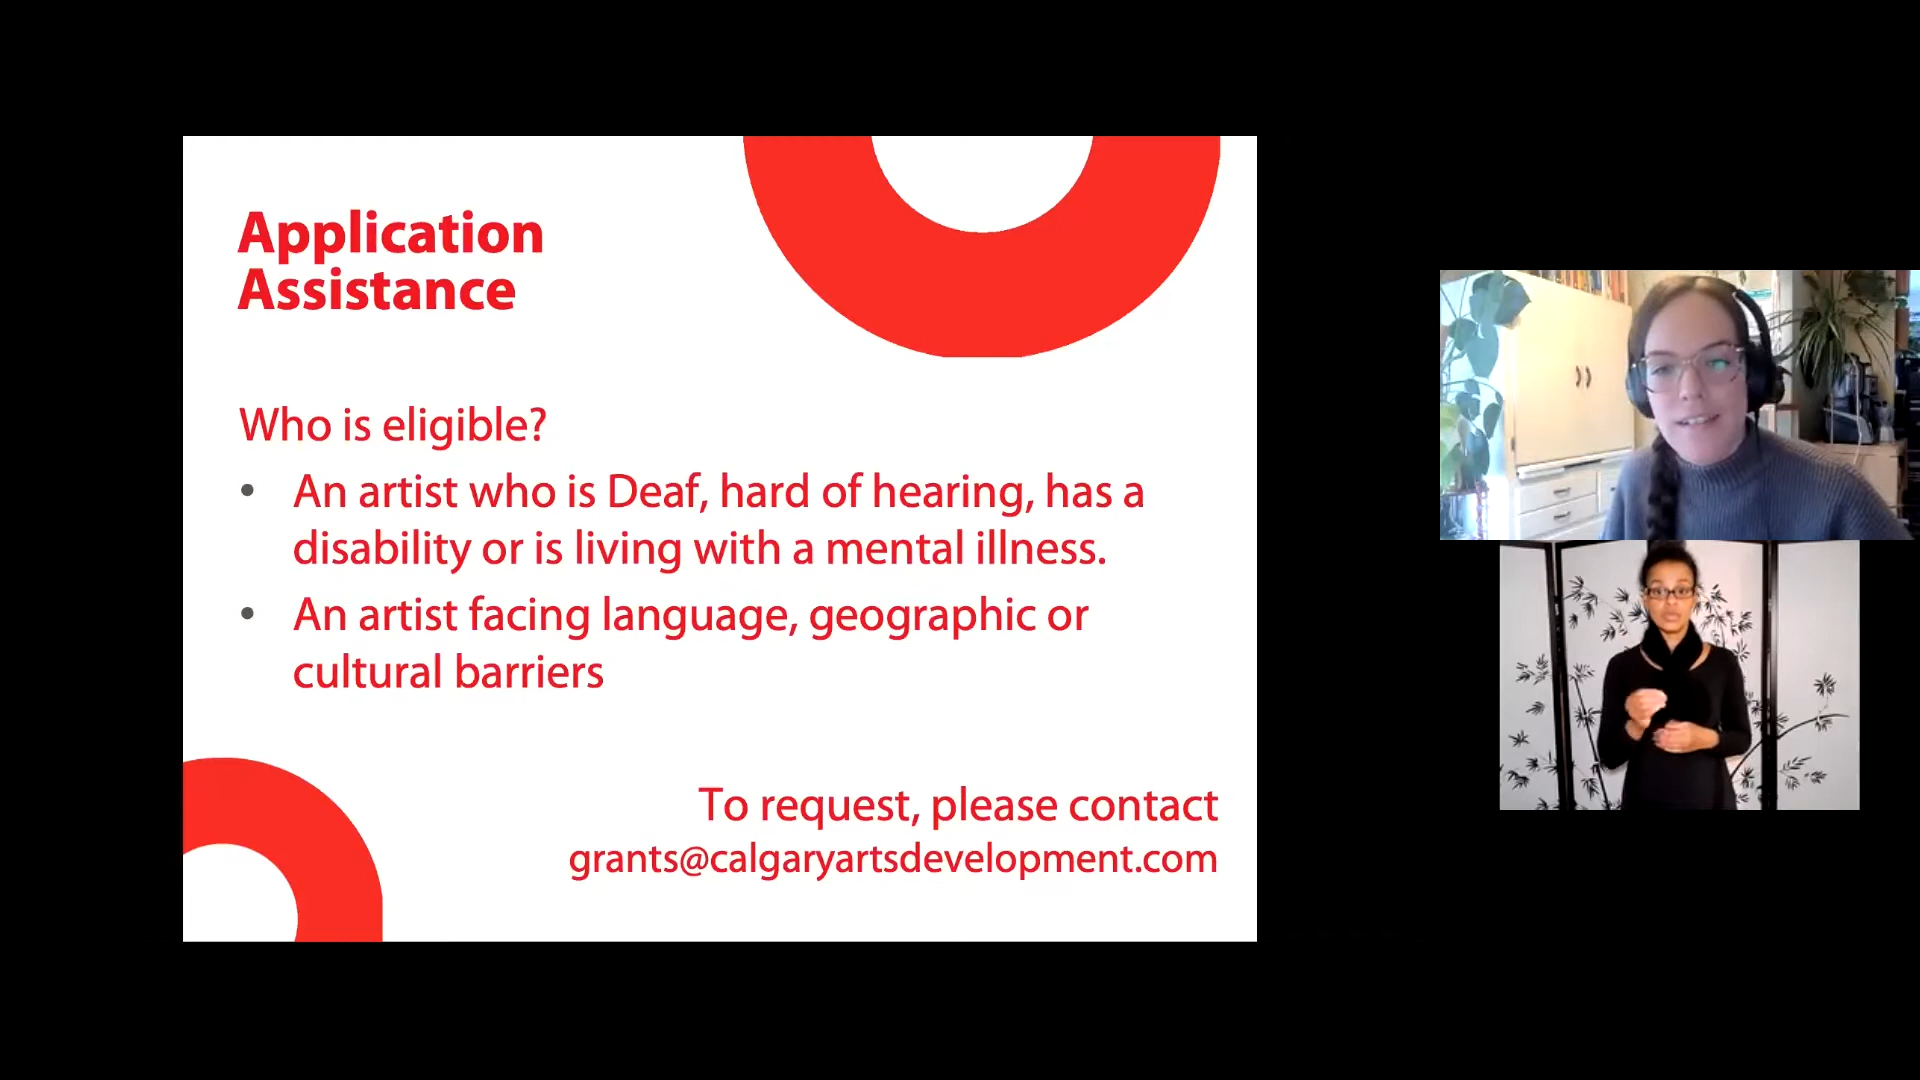 Application
Assistance
Who is eligible?
• An artist who is Deaf, hard of hearing, has a
disability or is living with a mental illness.
• An artist facing language, geographic or
cultural barriers
To request, please contact
grants@calgaryartsdevelopment.com